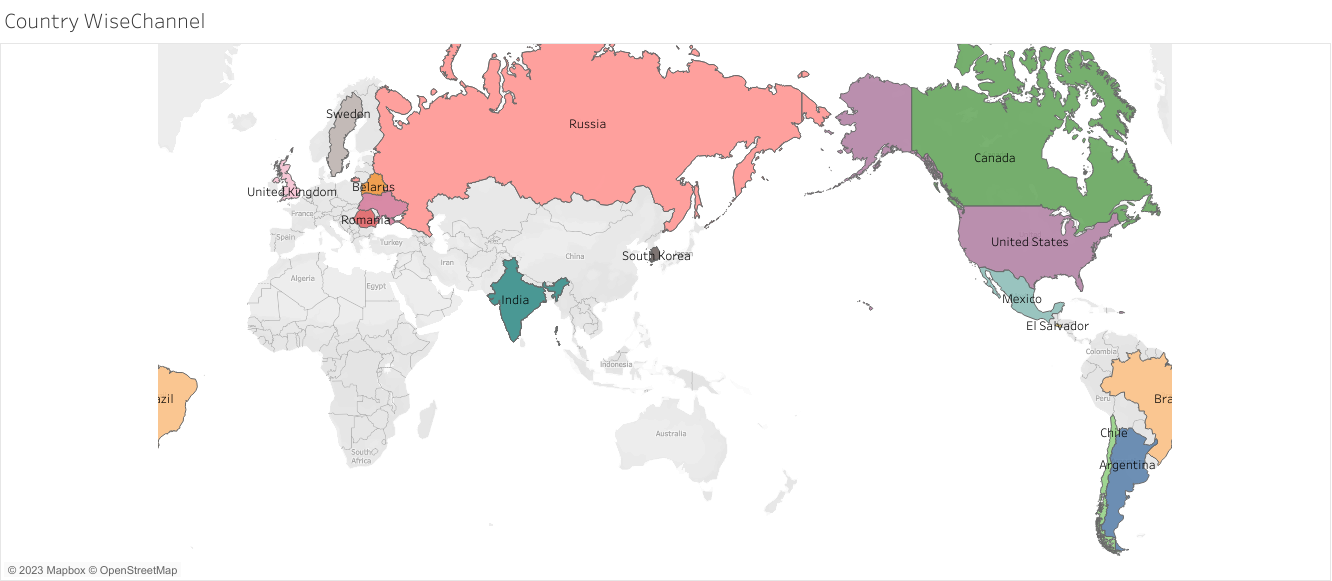 Country WiseChannel
Sweden
Russia
Canada
United Kingdom
Belarus
France
Romania
Spain
Turkey
United States
South Korea
China
Iran
Algeria
Egypt
India
Mexico
El Salvador
Colombia
Indonesia
azil
Peru
Bra
Australia
Chile
South
Africa
Argentina
© 2023 Mapbox © OpenStreetMap